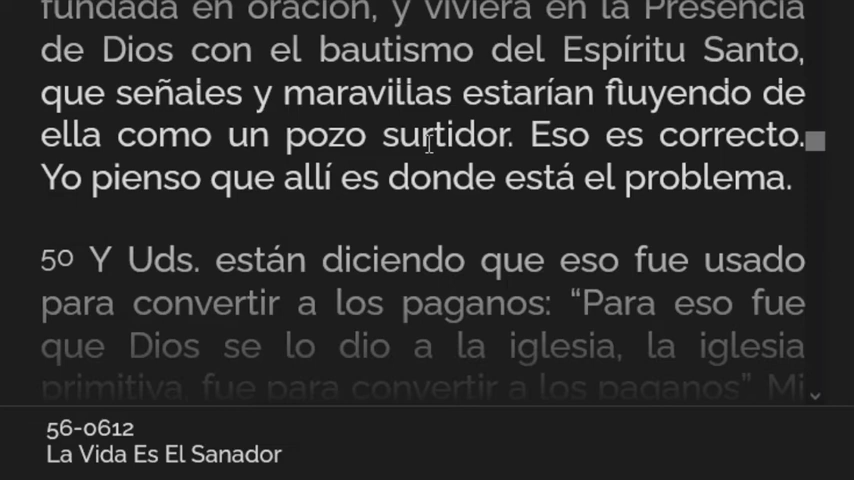 fundada en oración, y viviera en la Presencia
de Dios con el bautismo del Espíritu Santo,
que señales y maravillas estarían fluyendo de
ella como un pozo surtidor. Eso es correcto.
Yo pienso que allí es donde está el problema.
50 Y Uds. están diciendo que eso fue usado
para convertir a los paganos: “Para eso fue
que Dios se lo dio a la iglesia, la iglesia
primitiva, fue para convertir a los paganos” Mi
56-0612
La Vida Es El Sanador